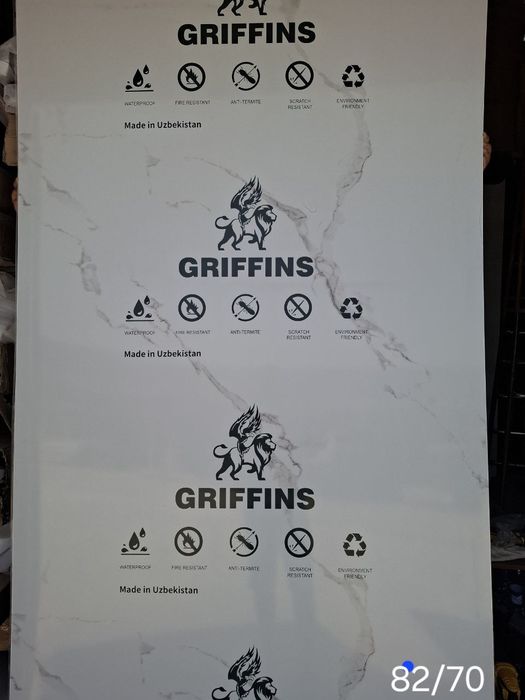 GRIFFINS
WATERPROOF FIRE RESISTANT ANTI-TERMITE SCRATCH RESISTANT ENVIRONMENT FRIENDLY
Made in Uzbekistan
GRIFFINS
WATERPROOF FIRE RESISTANT ANTI-TERMITE SCRATCH RESISTANT ENVIRONMENT FRIENDLY
Made in Uzbekistan
GRIFFINS
WATERPROOF FIRE RESISTANT ANTI-TERMITE SCRATCH RESISTANT ENVIRONMENT FRIENDLY
Made in Uzbekistan
82/70